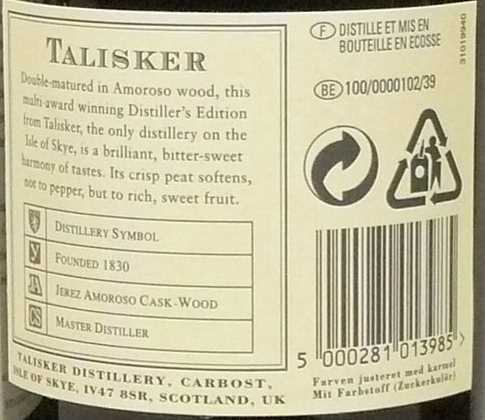 TALISKER
Double-matured in Amoroso wood, this
multi-award winning Distiller's Edition
from Talisker, the only distillery on the
Isle of Skye, is a brilliant, bitter-sweet
harmony of tastes. Its crisp peat softens,
not to pepper, but to rich, sweet fruit.
DISTILLERY SYMBOL
y FOUNDED 1830
JA JEREZ AMOROSO CASK-WOOD
CS MASTER DISTILLER
TALISKER DISTILLERY, CARBOST,
ISLE OF SKYE, IV47 8SR, SCOTLAND, UK
F DISTILLE ET MIS EN
BOUTEILLE EN ECOSSE
31019940
BE 100/0000102/39
5 000281 013985 >
Farven justeret med karmel
Mit Farbstoff (Zuckerkulör)